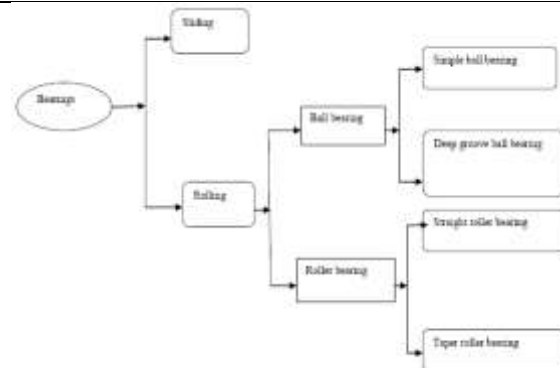 Sliding
Simple ball bearing
Bearings
Ball bearing
Deep groove ball bearing
Rolling
Straight roller bearing
Roller bearing
Taper roller bearing